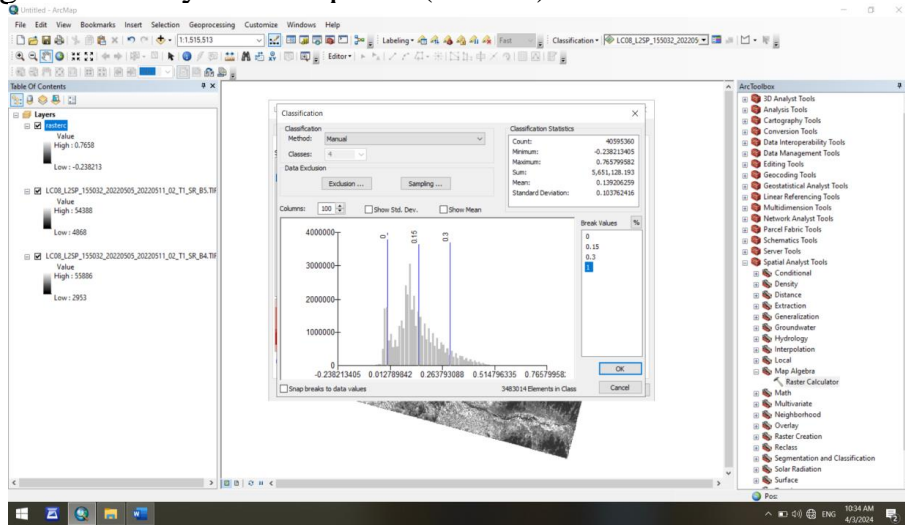 Untitled - ArcMap
File Edit View Bookmarks Insert Selection Geoprocessing Customize Windows Help
1:1.515.513
Labeling
Fast
Classification
LC08_L2SP_155032_202205
Editor
Table Of Contents
Layers
rasterc
Value
High : 0.7658
Low : -0.238213
LC08_L2SP_155032_20220505_20220511_02_T1_SR_B5.TIF
Value
High : 54388
Low : 4868
LC08_L2SP_155032_20220505_20220511_02_T1_SR_B4.TIF
Value
High : 55886
Low : 2953
Classification
Classification
Method: Manual
Classes: 4
Data Exclusion
Exclusion ... Sampling ...
Classification Statistics
Count: 40595360
Minimum: -0.238213405
Maximum: 0.765799582
Sum: 5,651,128.193
Mean: 0.139206259
Standard Deviation: 0.103762416
Columns: 100 Show Std. Dev. Show Mean
Break Values %
0
0.15
0.3
1
4000000
3000000
2000000
1000000
0
0
0.15
0.3
-0.238213405 0.012789842 0.263793088 0.514796335 0.76579958
OK
Cancel
Snap breaks to data values
3483014 Elements in Class
ArcToolbox
3D Analyst Tools
Analysis Tools
Cartography Tools
Conversion Tools
Data Interoperability Tools
Data Management Tools
Editing Tools
Geocoding Tools
Geostatistical Analyst Tools
Linear Referencing Tools
Multidimension Tools
Network Analyst Tools
Parcel Fabric Tools
Schematics Tools
Server Tools
Spatial Analyst Tools
Conditional
Density
Distance
Extraction
Generalization
Groundwater
Hydrology
Interpolation
Local
Map Algebra
Raster Calculator
Math
Multivariate
Neighborhood
Overlay
Raster Creation
Reclass
Segmentation and Classification
Solar Radiation
Surface
Pos:
ENG
10:34 AM
4/3/2024